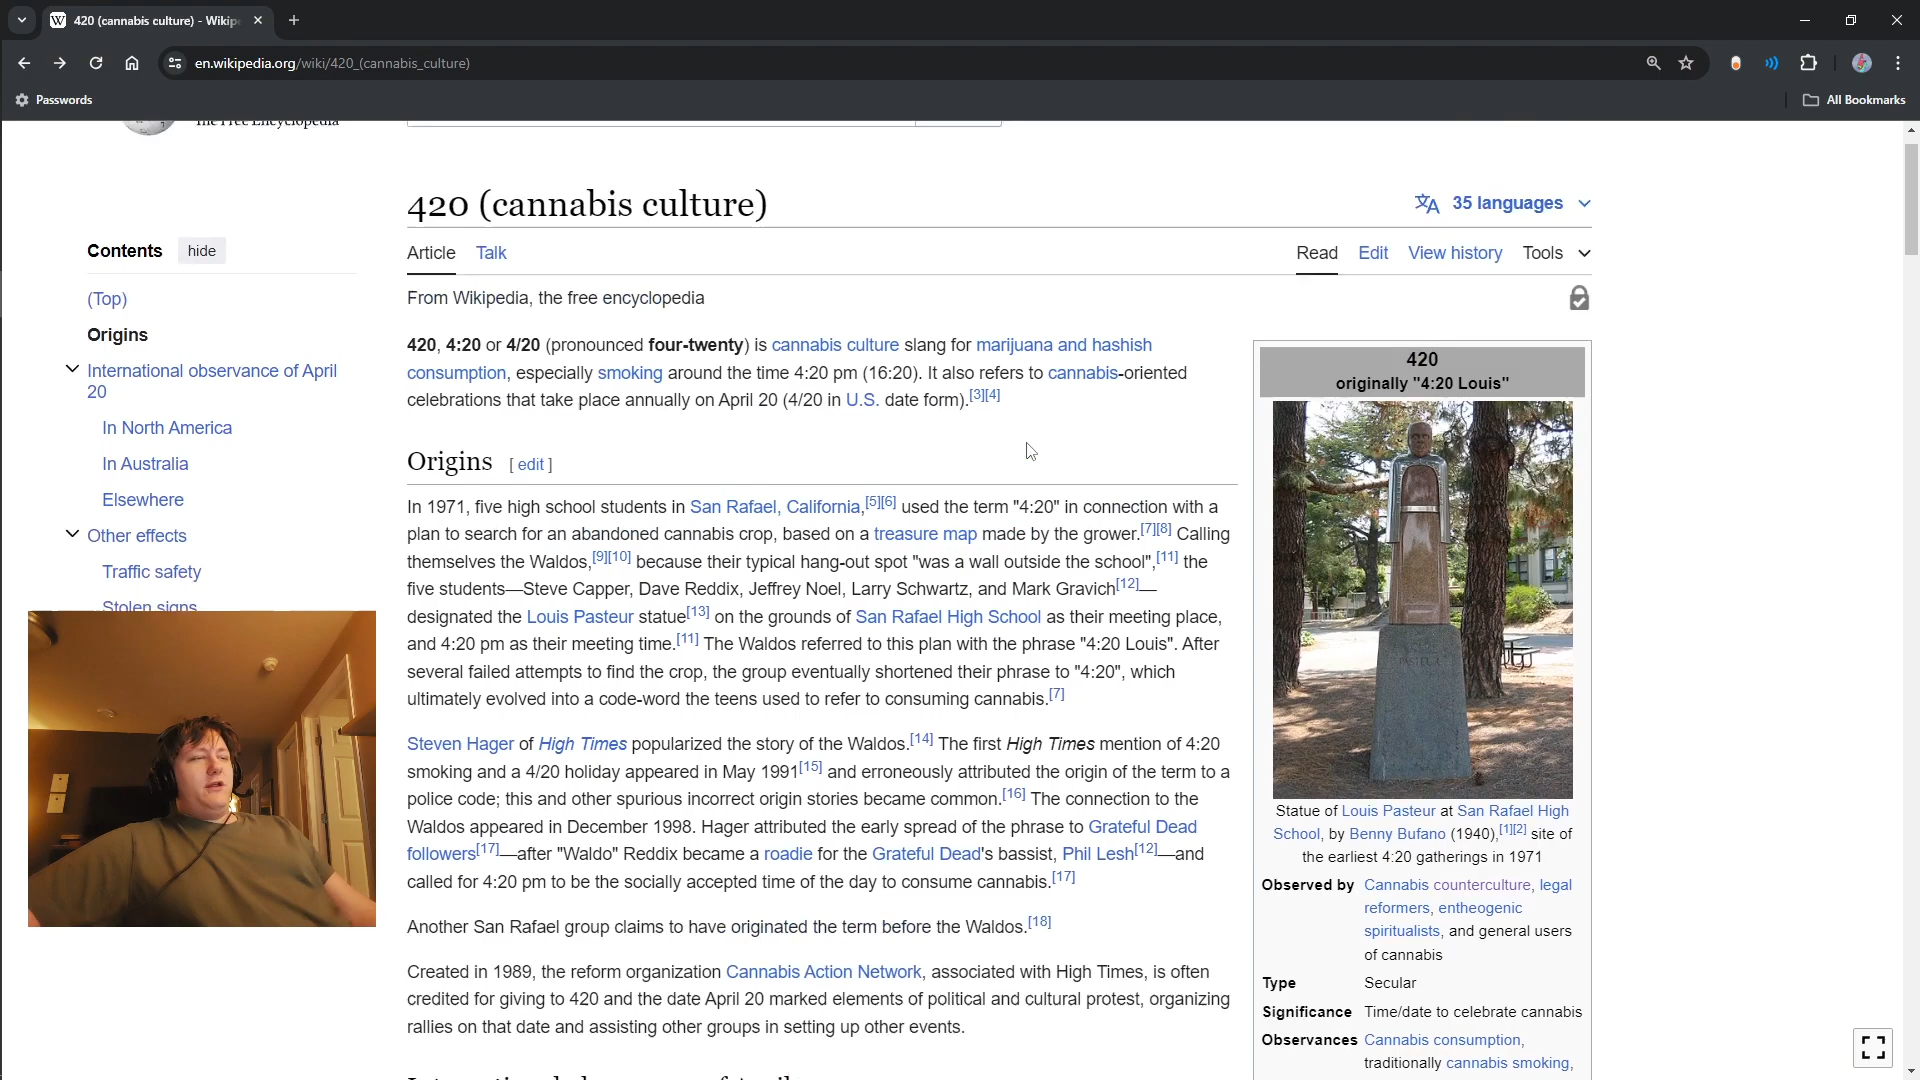 420 (cannabis culture) - Wikip
en.wikipedia.org/wiki/420_(cannabis_culture)
Passwords
All Bookmarks
The Free Encyclopedia
420 (cannabis culture)
35 languages
Contents
hide
(Top)
Origins
International observance of April
20
In North America
In Australia
Elsewhere
Other effects
Traffic safety
Stolen signs
Article Talk
Read Edit View history Tools
From Wikipedia, the free encyclopedia
420, 4:20 or 4/20 (pronounced four-twenty) is cannabis culture slang for marijuana and hashish
consumption, especially smoking around the time 4:20 pm (16:20). It also refers to cannabis-oriented
celebrations that take place annually on April 20 (4/20 in U.S. date form).[3][4]
Origins [ edit ]
In 1971, five high school students in San Rafael, California,[5][6] used the term "4:20" in connection with a
plan to search for an abandoned cannabis crop, based on a treasure map made by the grower.[7][8] Calling
themselves the Waldos,[9][10] because their typical hang-out spot "was a wall outside the school",[11] the
five students—Steve Capper, Dave Reddix, Jeffrey Noel, Larry Schwartz, and Mark Gravich[12]—
designated the Louis Pasteur statue[13] on the grounds of San Rafael High School as their meeting place,
and 4:20 pm as their meeting time.[11] The Waldos referred to this plan with the phrase "4:20 Louis". After
several failed attempts to find the crop, the group eventually shortened their phrase to "4:20", which
ultimately evolved into a code-word the teens used to refer to consuming cannabis.[7]
Steven Hager of High Times popularized the story of the Waldos.[14] The first High Times mention of 4:20
smoking and a 4/20 holiday appeared in May 1991[15] and erroneously attributed the origin of the term to a
police code; this and other spurious incorrect origin stories became common.[16] The connection to the
Waldos appeared in December 1998. Hager attributed the early spread of the phrase to Grateful Dead
followers[17]—after "Waldo" Reddix became a roadie for the Grateful Dead's bassist, Phil Lesh[12]—and
called for 4:20 pm to be the socially accepted time of the day to consume cannabis.[17]
Another San Rafael group claims to have originated the term before the Waldos.[18]
Created in 1989, the reform organization Cannabis Action Network, associated with High Times, is often
credited for giving to 420 and the date April 20 marked elements of political and cultural protest, organizing
rallies on that date and assisting other groups in setting up other events.
420
originally "4:20 Louis"
PASTEUR
Statue of Louis Pasteur at San Rafael High
School, by Benny Bufano (1940),[1][2] site of
the earliest 4:20 gatherings in 1971
Observed by Cannabis counterculture, legal
reformers, entheogenic
spiritualists, and general users
of cannabis
Type Secular
Significance Time/date to celebrate cannabis
Observances Cannabis consumption,
traditionally cannabis smoking,